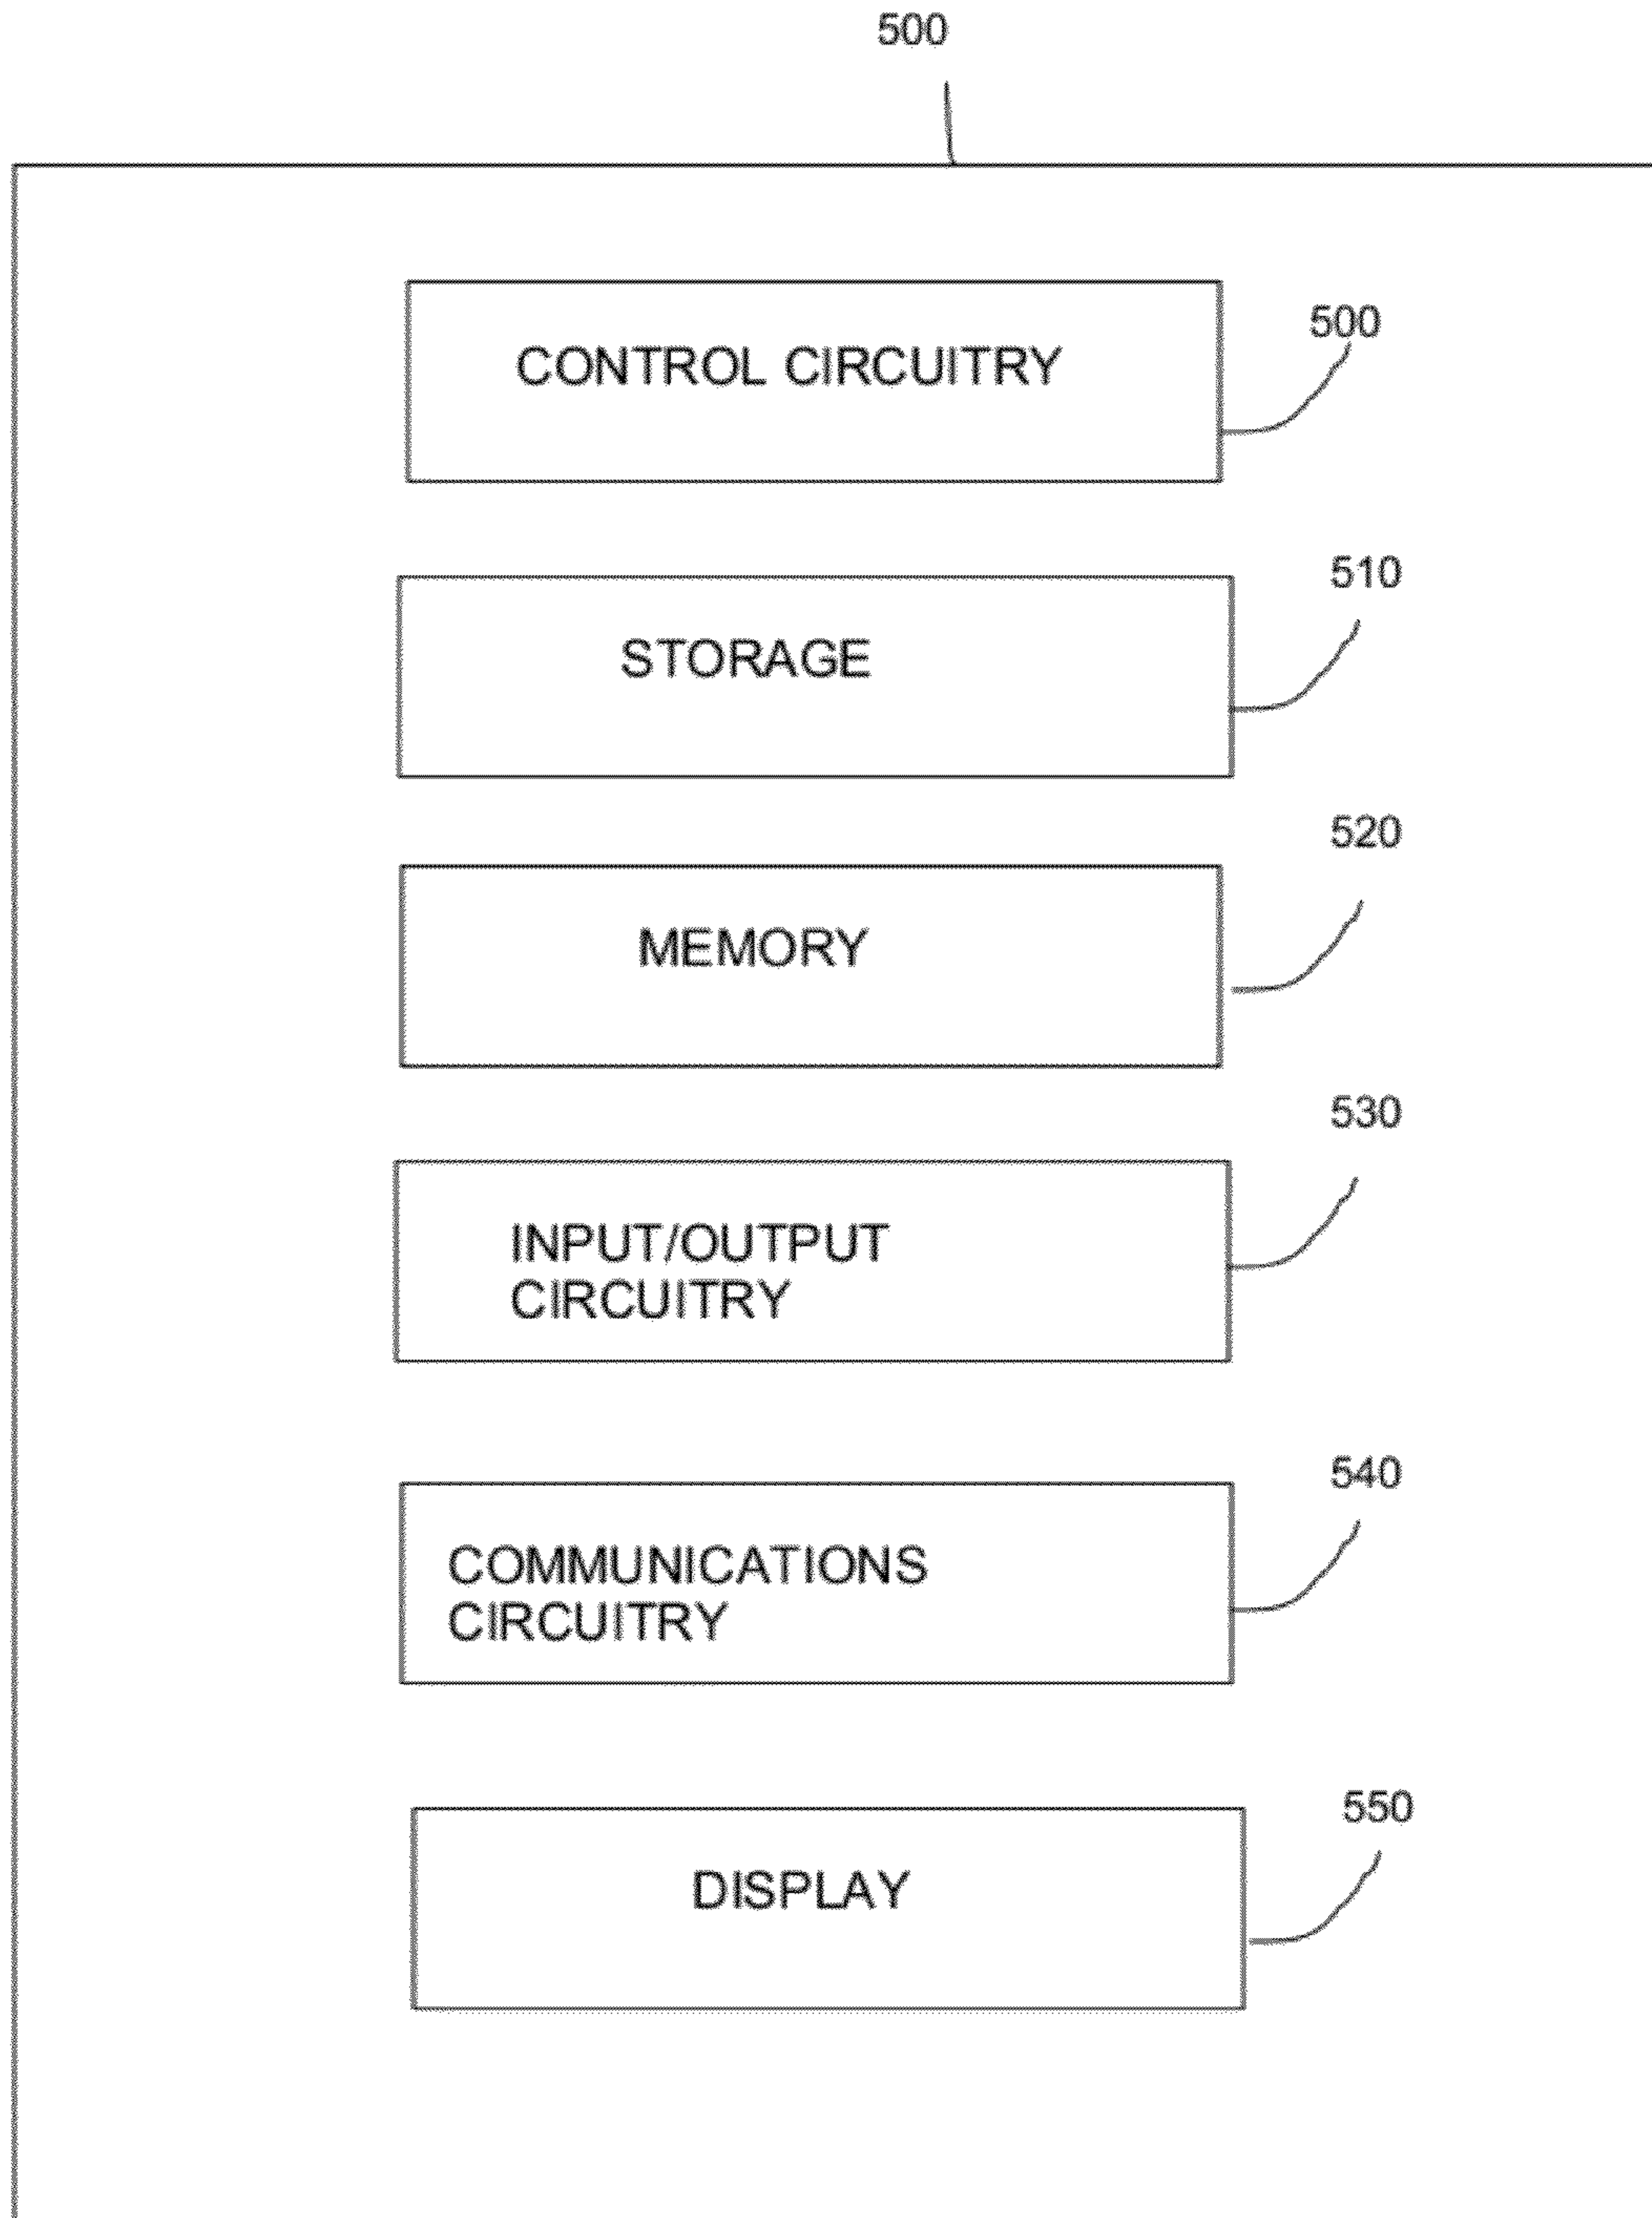 500
CONTROL CIRCUITRY
500
STORAGE
510
MEMORY
520
INPUT/OUTPUT
CIRCUITRY
530
COMMUNICATIONS
CIRCUITRY
540
DISPLAY
550